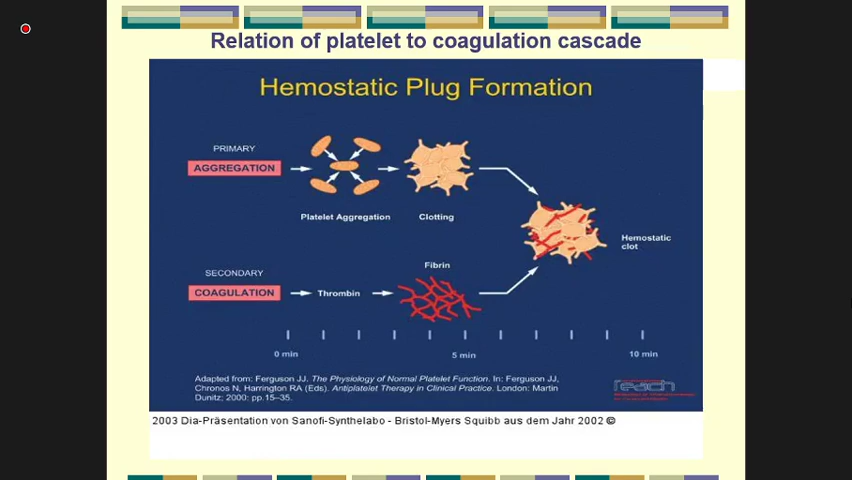 Relation of platelet to coagulation cascade
Hemostatic Plug Formation
PRIMARY
AGGREGATION
Platelet Aggregation
Clotting
Hemostatic
clot
SECONDARY
COAGULATION
Thrombin
Fibrin
0 min
5 min
10 min
Adapted from: Ferguson JJ. The Physiology of Normal Platelet Function. In: Ferguson JJ,
Chronos N, Harrington RA (Eds). Antiplatelet Therapy in Clinical Practice. London: Martin
Dunitz; 2000: pp.15–35.
reach
2003 Dia-Präsentation von Sanofi-Synthelabo - Bristol-Myers Squibb aus dem Jahr 2002 ©